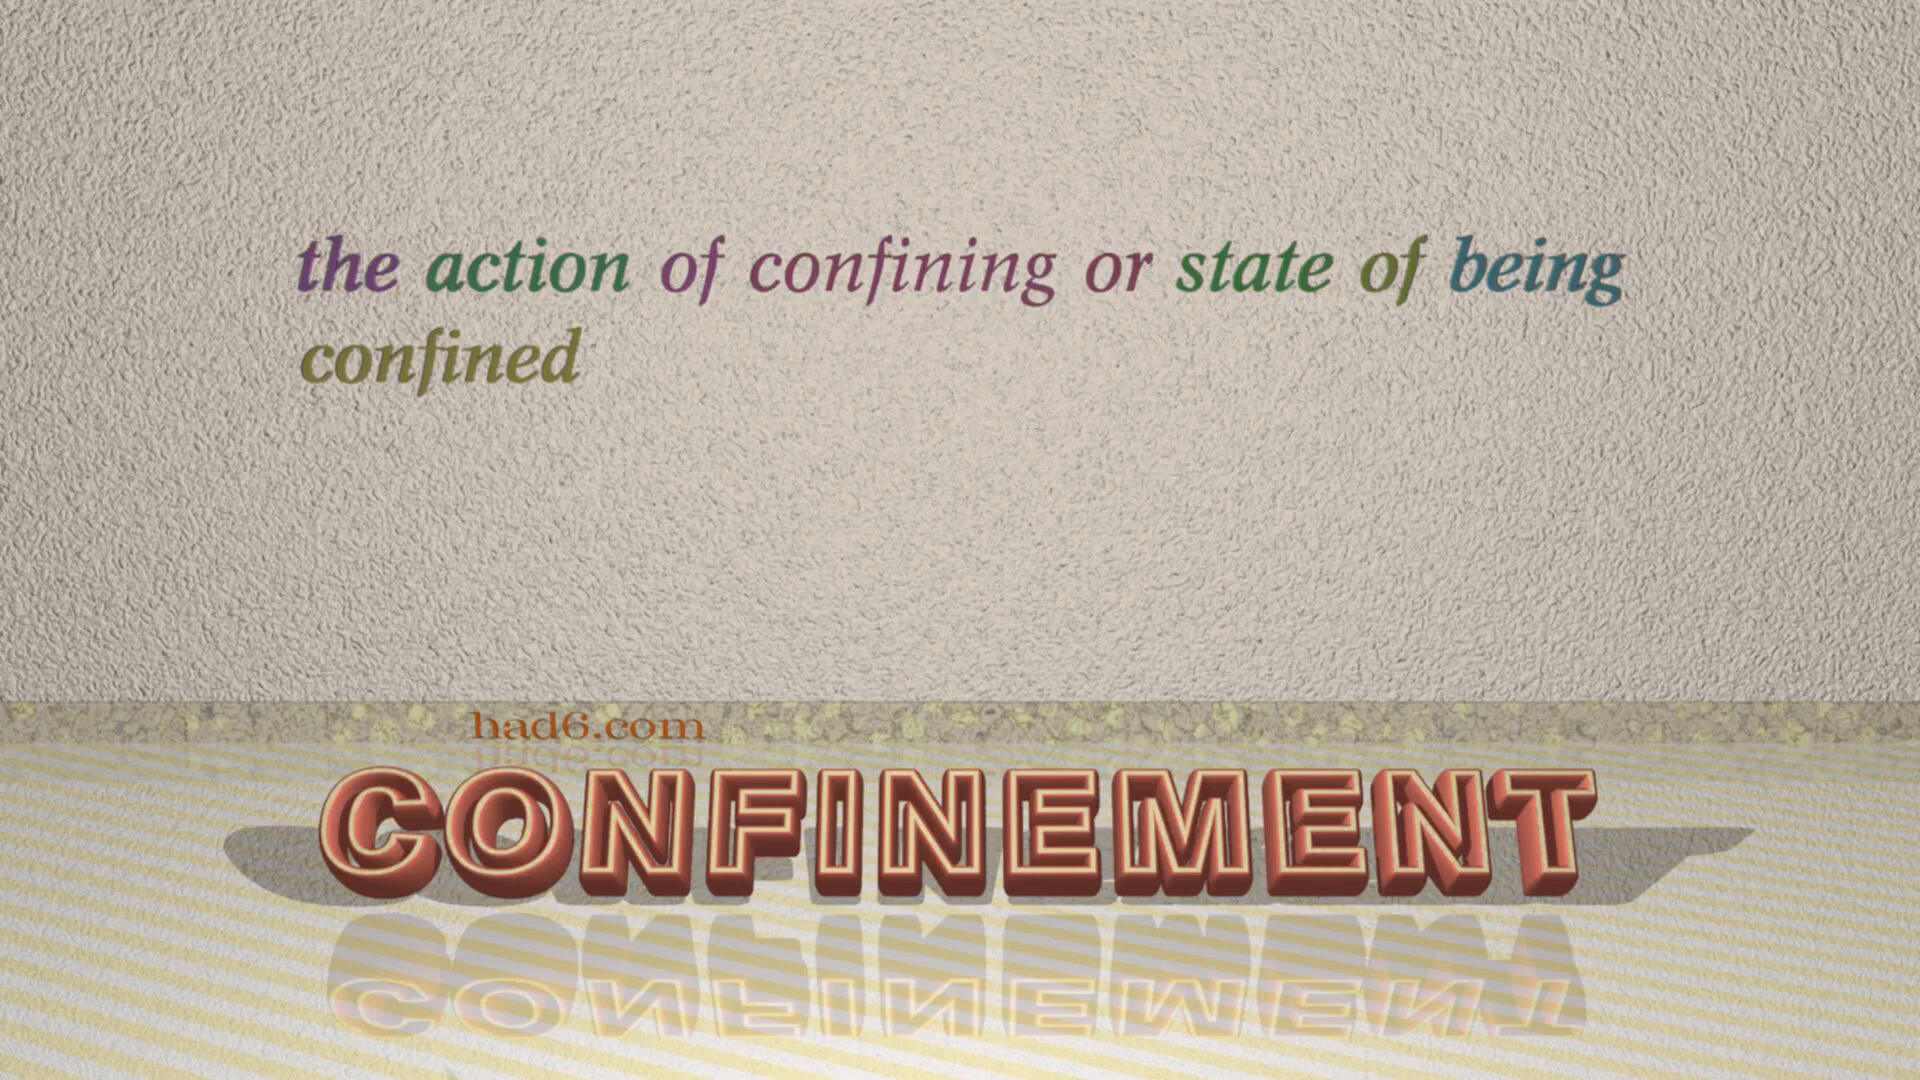 the action of confining or state of being
confined
had6.com
CONFINEMENT